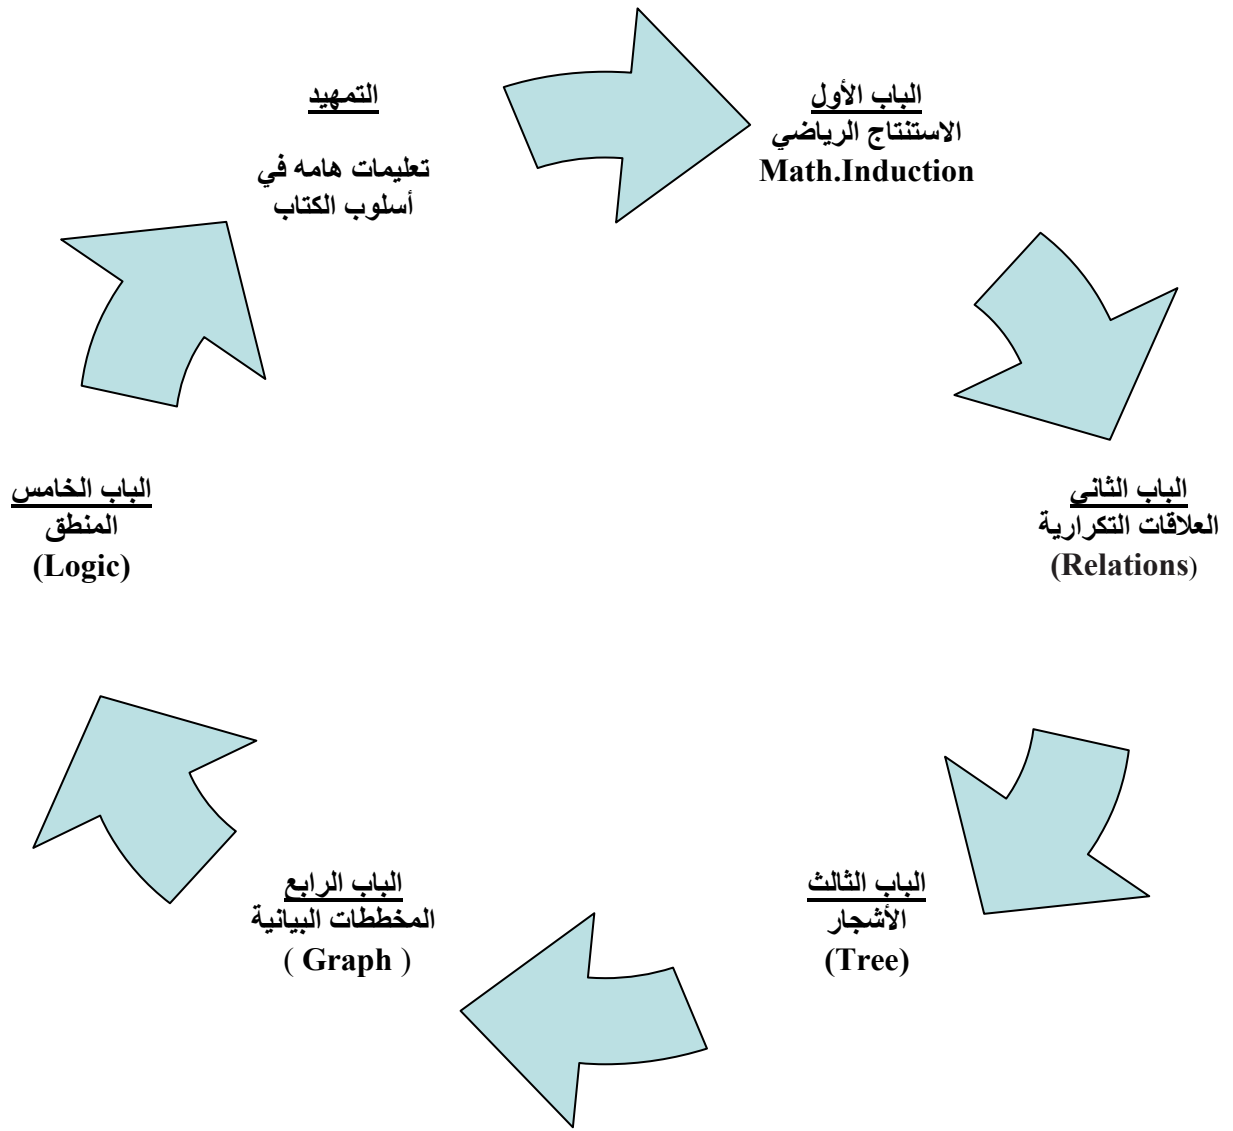 التمهيد
تعليمات هامه في
أسلوب الكتاب
الباب الأول
الاستنتاج الرياضي
Math.Induction
الباب الثاني
العلاقات التكرارية
(Relations)
الباب الثالث
الأشجار
(Tree)
الباب الرابع
المخططات البيانية
( Graph )
الباب الخامس
المنطق
(Logic)